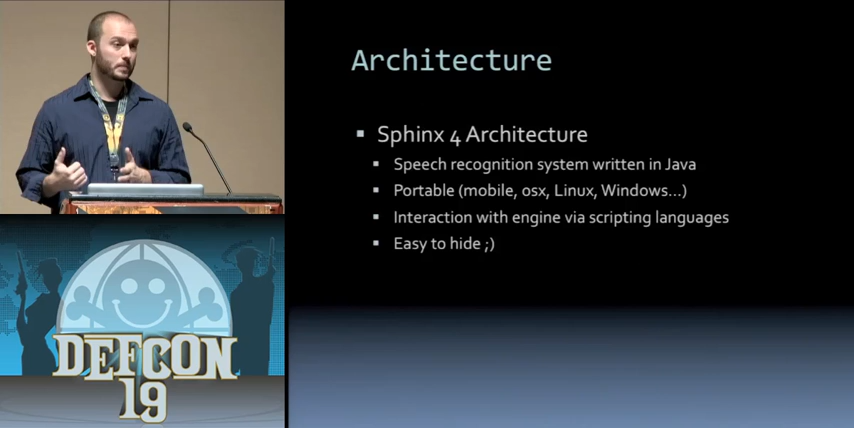 Architecture
▪ Sphinx 4 Architecture
▪ Speech recognition system written in Java
▪ Portable (mobile, osx, Linux, Windows...)
▪ Interaction with engine via scripting languages
▪ Easy to hide ;)
DEFCON
19